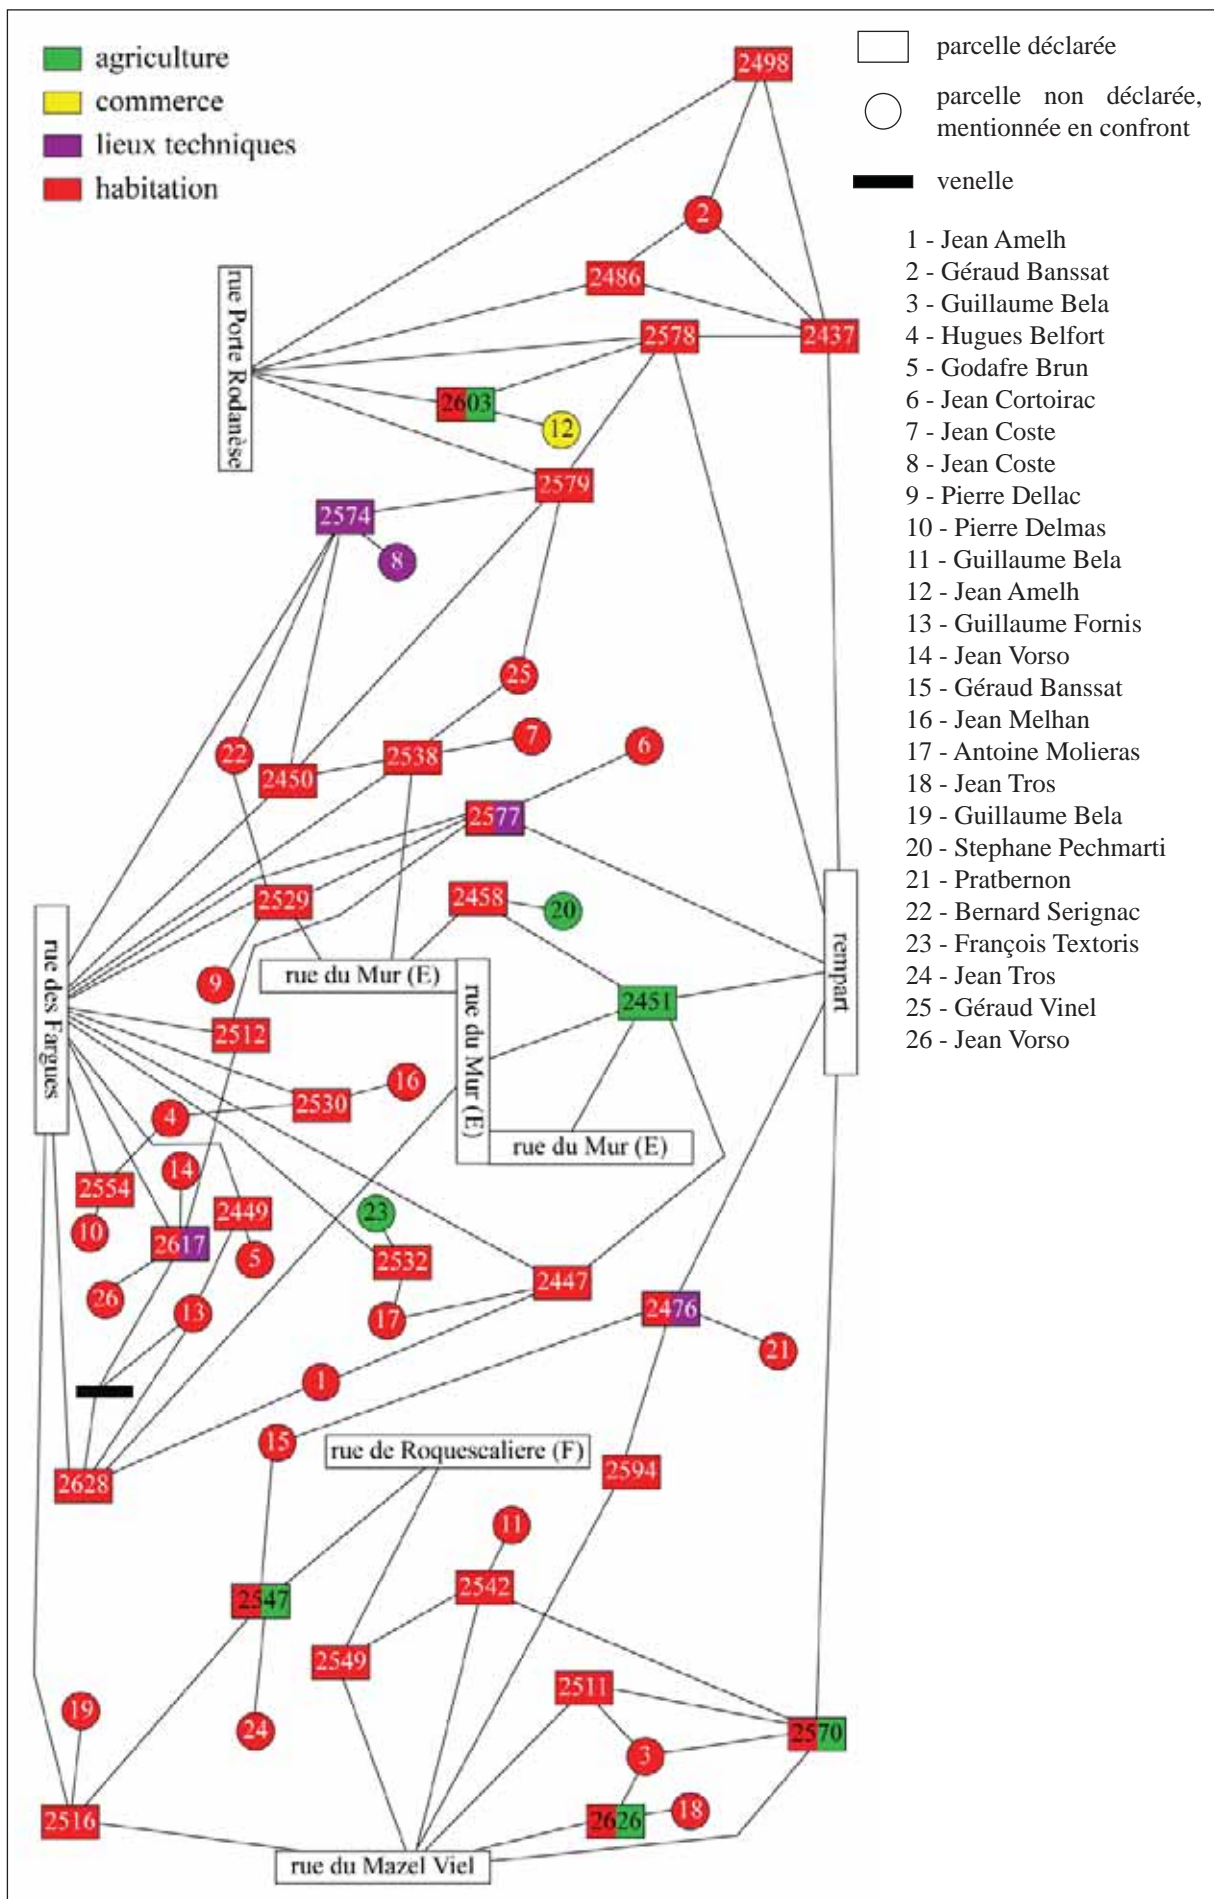 agriculture
commerce
lieux techniques
habitation
parcelle déclarée
parcelle non déclarée,
mentionnée en confront
venelle
1 - Jean Amelh
2 - Géraud Banssat
3 - Guillaume Bela
4 - Hugues Belfort
5 - Godafre Brun
6 - Jean Cortoirac
7 - Jean Coste
8 - Jean Coste
9 - Pierre Dellac
10 - Pierre Delmas
11 - Guillaume Bela
12 - Jean Amelh
13 - Guillaume Fornis
14 - Jean Vorso
15 - Géraud Banssat
16 - Jean Melhan
17 - Antoine Molieras
18 - Jean Tros
19 - Guillaume Bela
20 - Stephane Pechmarti
21 - Pratbernon
22 - Bernard Serignac
23 - François Textoris
24 - Jean Tros
25 - Géraud Vinel
26 - Jean Vorso
2498
2
2486
rue Porte Rodanèse
2578
2437
2603
12
2579
2574
8
25
7
6
22
2450
2538
2577
2529
2458
20
rue des Fargues
9
rue du Mur (E)
rempart
2451
2512
rue du Mur (E)
16
2530
4
rue du Mur (E)
14
2554
2449
23
10
2617
5
2532
2447
26
13
17
2476
21
1
15
rue de Roquescaliere (F)
2628
2594
11
2542
2547
2549
2511
19
24
2570
3
2516
2626
18
rue du Mazel Viel